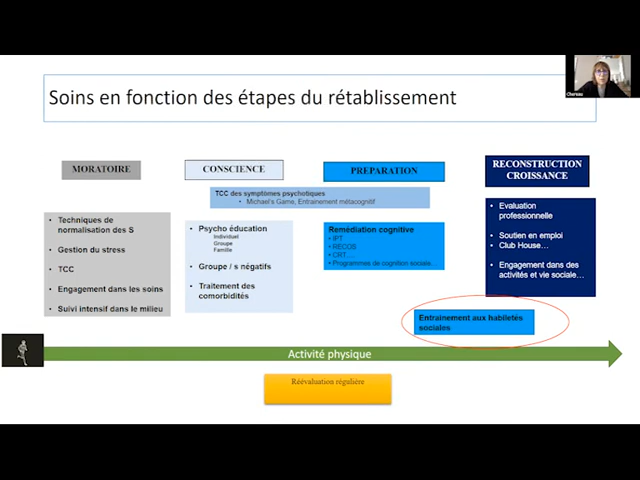 Chereau
Soins en fonction des étapes du rétablissement
MORATOIRE
CONSCIENCE
PREPARATION
RECONSTRUCTION
CROISSANCE
TCC des symptômes psychotiques
• Michael's Game, Entrainement métacognitif
• Techniques de
normalisation des S
• Gestion du stress
• TCC
• Engagement dans les soins
• Suivi intensif dans le milieu
• Psycho éducation
Individuel
Groupe
Famille
• Groupe / s négatifs
• Traitement des
comorbidités
Remédiation cognitive
• IPT
• RECOS
• CRT…
• Programmes de cognition sociale…
• Evaluation
professionnelle
• Soutien en emploi
• Club House…
• Engagement dans des
activités et vie sociale…
Entrainement aux habiletés
sociales
Activité physique
Réévaluation régulière